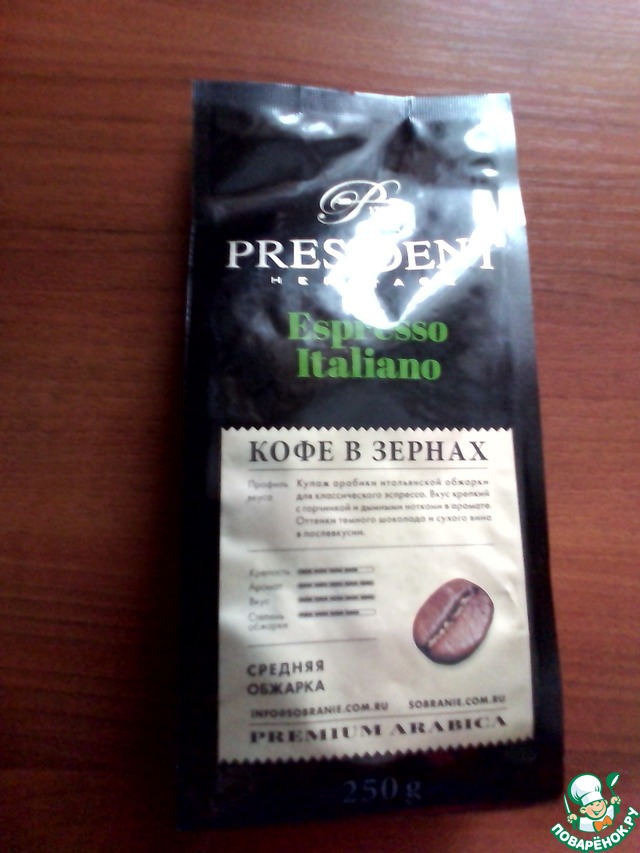 PRESIDENT
HERITAGE
Espresso
Italiano
КОФЕ В ЗЕРНАХ
Профиль вкуса
Купаж арабики итальянской обжарки
для классического эспрессо. Вкус крепкий
с горчинкой и дымными нотками в аромате.
Оттенки темного шоколада и сухого вина
в послевкусии.
Крепость
Аромат
Вкус
Степень
обжарки
СРЕДНЯЯ
ОБЖАРКА
INFO@SOBRANIE.COM.RU SOBRANIE.COM.RU
PREMIUM ARABICA
250 g
ПОВАРЁНОК.РУ